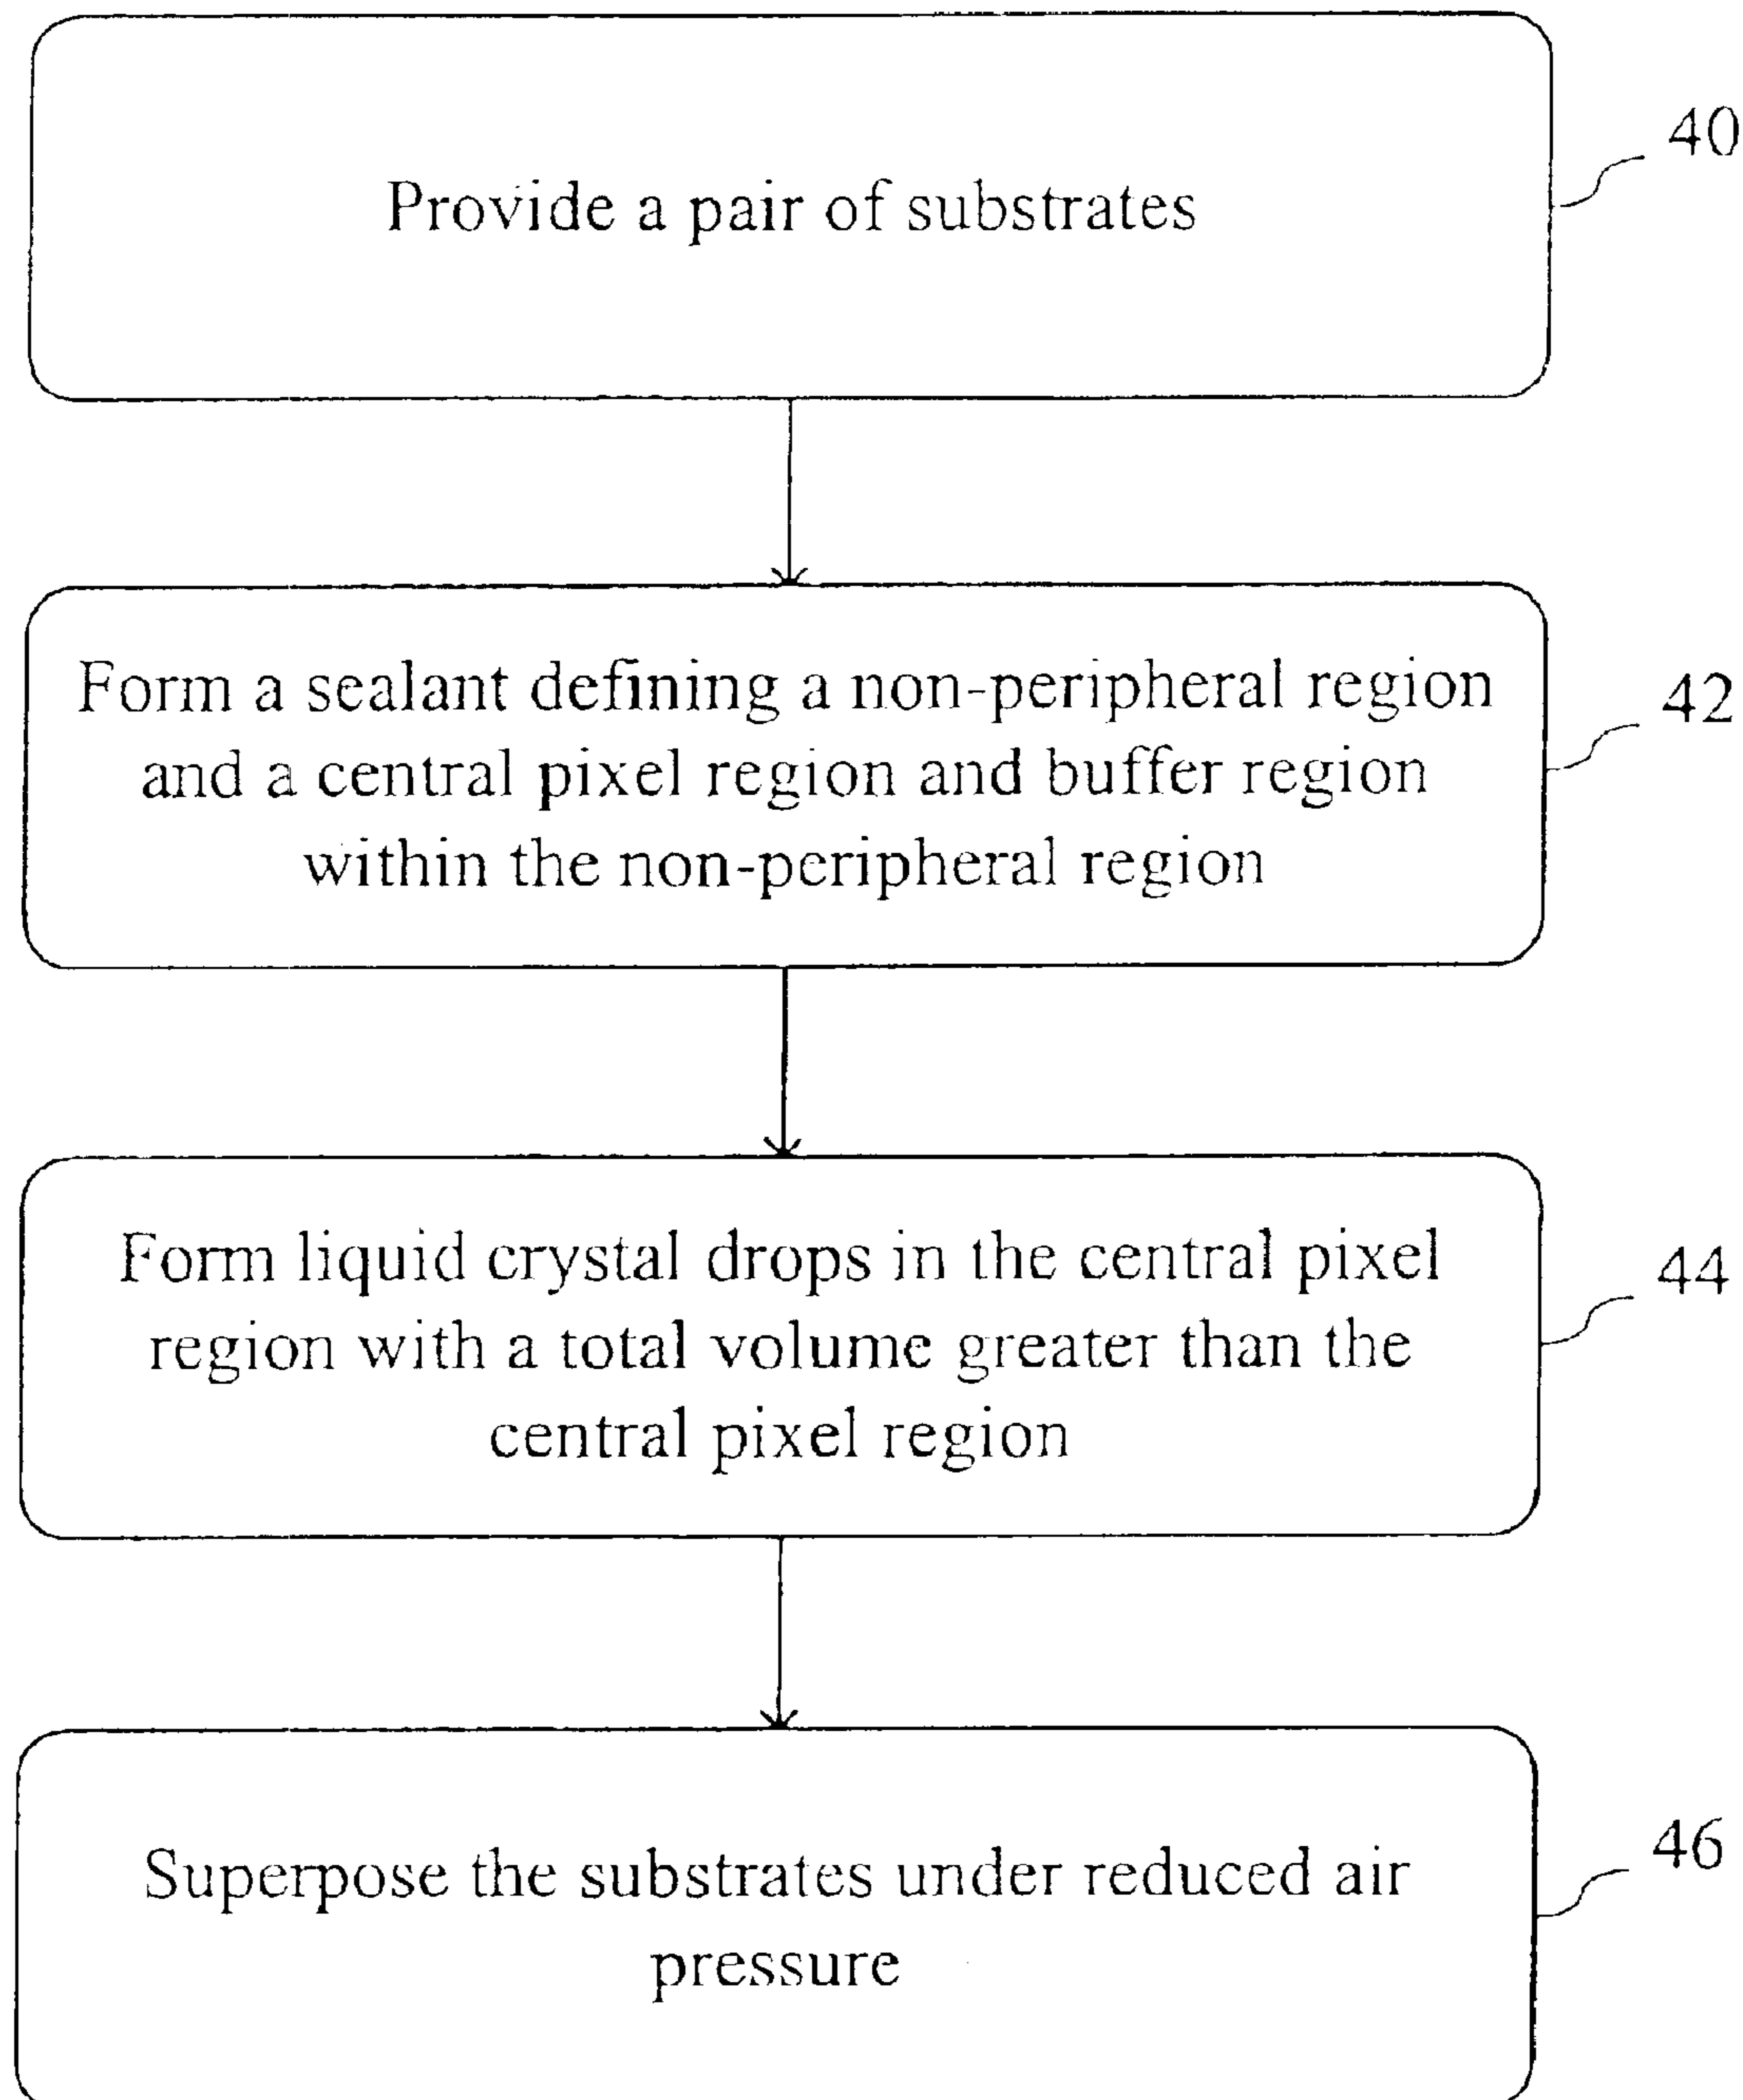 Provide a pair of substrates
40
Form a sealant defining a non-peripheral region
and a central pixel region and buffer region
within the non-peripheral region
42
Form liquid crystal drops in the central pixel
region with a total volume greater than the
central pixel region
44
Superpose the substrates under reduced air
pressure
46